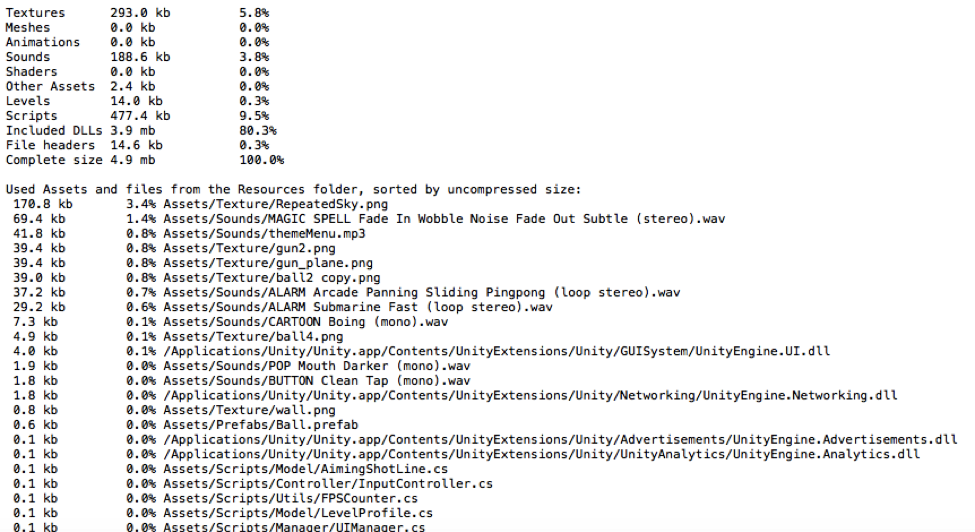 Textures 293.0 kb 5.8%
Meshes 0.0 kb 0.0%
Animations 0.0 kb 0.0%
Sounds 188.6 kb 3.8%
Shaders 0.0 kb 0.0%
Other Assets 2.4 kb 0.0%
Levels 14.0 kb 0.3%
Scripts 477.4 kb 9.5%
Included DLLs 3.9 mb 80.3%
File headers 14.6 kb 0.3%
Complete size 4.9 mb 100.0%
Used Assets and files from the Resources folder, sorted by uncompressed size:
170.8 kb 3.4% Assets/Texture/RepeatedSky.png
69.4 kb 1.4% Assets/Sounds/MAGIC SPELL Fade In Wobble Noise Fade Out Subtle (stereo).wav
41.8 kb 0.8% Assets/Sounds/themeMenu.mp3
39.4 kb 0.8% Assets/Texture/gun2.png
39.4 kb 0.8% Assets/Texture/gun_plane.png
39.0 kb 0.8% Assets/Texture/ball2 copy.png
37.2 kb 0.7% Assets/Sounds/ALARM Arcade Panning Sliding Pingpong (loop stereo).wav
29.2 kb 0.6% Assets/Sounds/ALARM Submarine Fast (loop stereo).wav
7.3 kb 0.1% Assets/Sounds/CARTOON Boing (mono).wav
4.9 kb 0.1% Assets/Texture/ball4.png
4.0 kb 0.1% /Applications/Unity/Unity.app/Contents/UnityExtensions/Unity/GUISystem/UnityEngine.UI.dll
1.9 kb 0.0% Assets/Sounds/POP Mouth Darker (mono).wav
1.8 kb 0.0% Assets/Sounds/BUTTON Clean Tap (mono).wav
1.8 kb 0.0% /Applications/Unity/Unity.app/Contents/UnityExtensions/Unity/Networking/UnityEngine.Networking.dll
0.8 kb 0.0% Assets/Texture/wall.png
0.6 kb 0.0% Assets/Prefabs/Ball.prefab
0.1 kb 0.0% /Applications/Unity/Unity.app/Contents/UnityExtensions/Unity/Advertisements/UnityEngine.Advertisements.dll
0.1 kb 0.0% /Applications/Unity/Unity.app/Contents/UnityExtensions/Unity/UnityAnalytics/UnityEngine.Analytics.dll
0.1 kb 0.0% Assets/Scripts/Model/AimingShotLine.cs
0.1 kb 0.0% Assets/Scripts/Controller/InputController.cs
0.1 kb 0.0% Assets/Scripts/Utils/FPSCounter.cs
0.1 kb 0.0% Assets/Scripts/Model/LevelProfile.cs
0.1 kb 0.0% Assets/Scripts/Manager/UIManager.cs